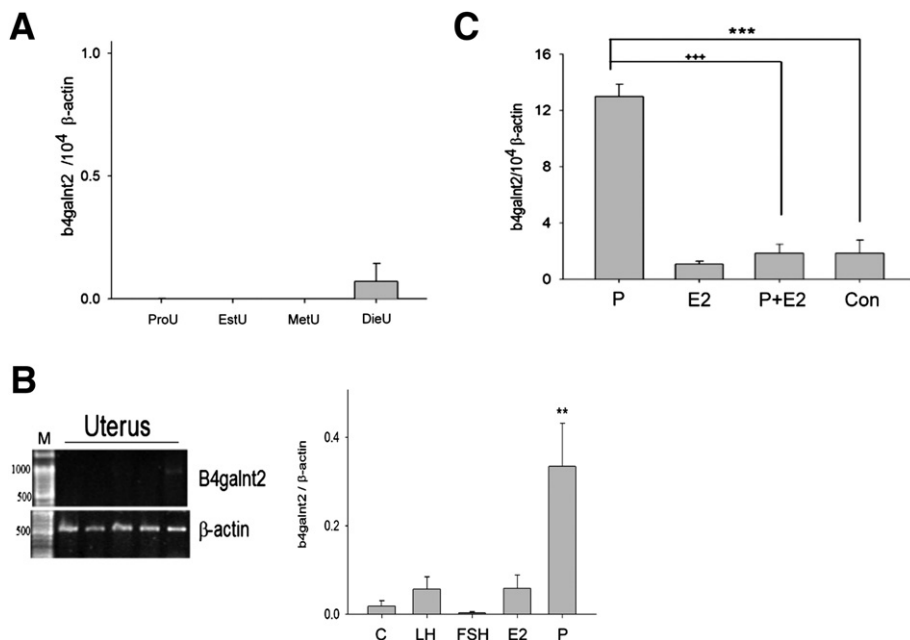 A
b4galnt2 /10⁴ β-actin
1.0
0.5
0.0
ProU EstU MetU DieU
C
b4galnt2/10⁴ β-actin
***
+++
16
12
8
4
0
P E2 P+E2 Con
B
M Uterus
1000
500
B4galnt2
500
β-actin
b4galnt2 / β-actin
**
0.4
0.2
0.0
C LH FSH E2 P